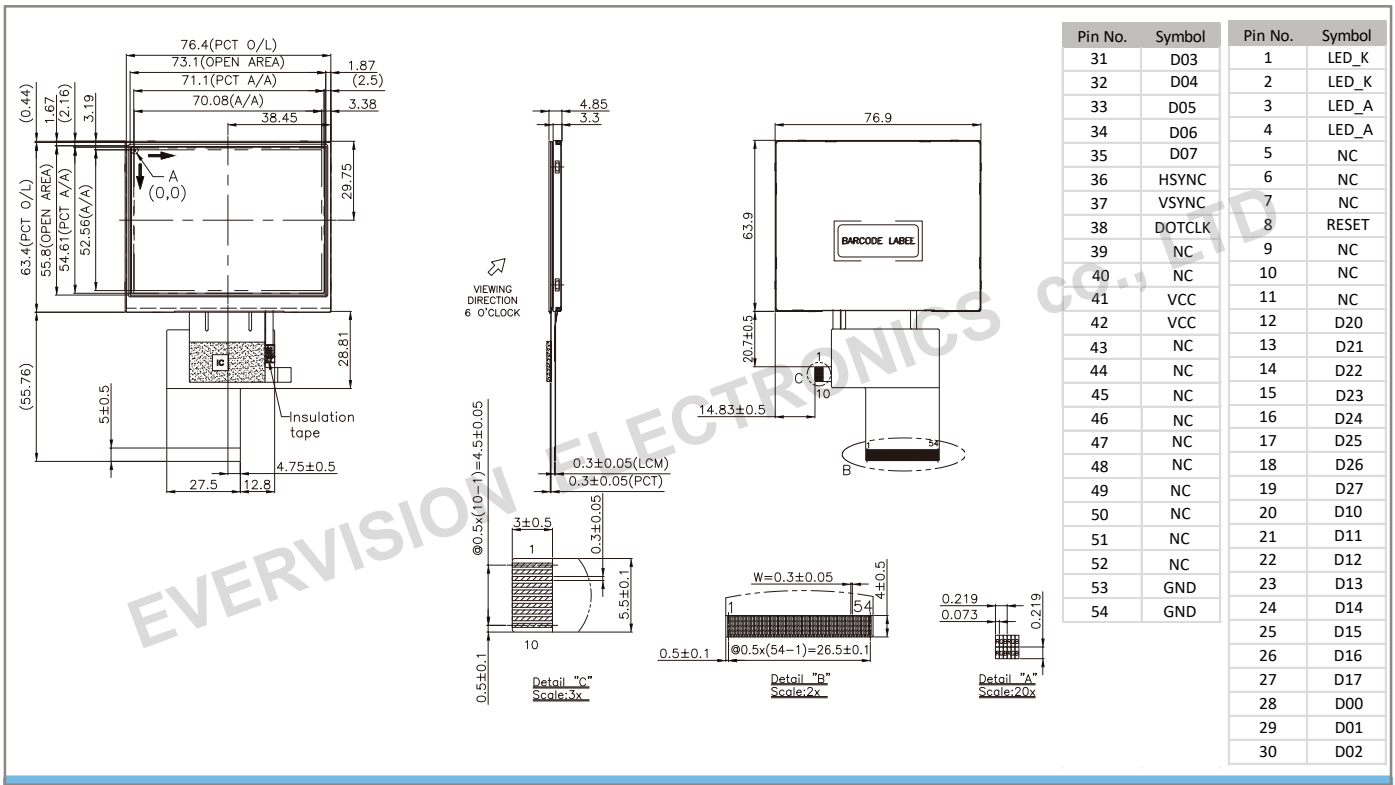 76.4(PCT O/L)
73.1(OPEN AREA)
1.87
71.1(PCT A/A)
(2.5)
70.08(A/A)
3.38
38.45
(0.44)
1.67
(2.16)
3.19
A
(0,0)
29.75
63.4(PCT O/L)
55.8(OPEN AREA)
54.61(PCT A/A)
52.56(A/A)
IC
28.81
(55.76)
5±0.5
Insulation
tape
4.75±0.5
27.5
12.8
4.85
3.3
VIEWING
DIRECTION
6 O'CLOCK
0.3±0.05(LCM)
0.3±0.05(PCT)
76.9
63.9
BARCODE LABEL
20.7±0.5
1
C
10
14.83±0.5
1
54
B
@0.5x(10-1)=4.5±0.05
3±0.5
0.3±0.05
1
5.5±0.1
10
0.5±0.1
Detail "C"
Scale:3x
W=0.3±0.05
4±0.5
1
54
0.5±0.1
@0.5x(54-1)=26.5±0.1
Detail "B"
Scale:2x
0.219
0.073
0.219
Detail "A"
Scale:20x
EVERVISION ELECTRONICS CO., LTD
Pin No. Symbol
31 D03
32 D04
33 D05
34 D06
35 D07
36 HSYNC
37 VSYNC
38 DOTCLK
39 NC
40 NC
41 VCC
42 VCC
43 NC
44 NC
45 NC
46 NC
47 NC
48 NC
49 NC
50 NC
51 NC
52 NC
53 GND
54 GND
Pin No. Symbol
1 LED_K
2 LED_K
3 LED_A
4 LED_A
5 NC
6 NC
7 NC
8 RESET
9 NC
10 NC
11 NC
12 D20
13 D21
14 D22
15 D23
16 D24
17 D25
18 D26
19 D27
20 D10
21 D11
22 D12
23 D13
24 D14
25 D15
26 D16
27 D17
28 D00
29 D01
30 D02